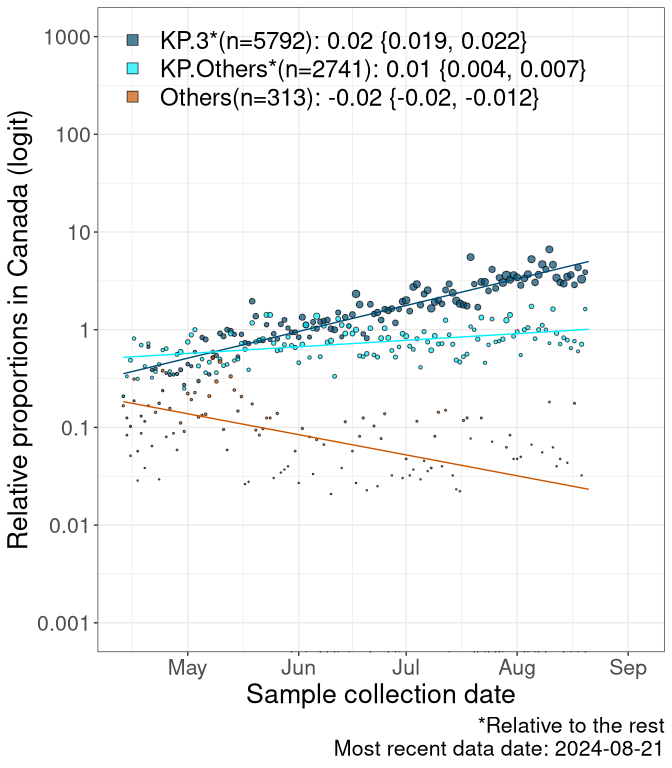 KP.3*(n=5792): 0.02 {0.019, 0.022}
KP.Others*(n=2741): 0.01 {0.004, 0.007}
Others(n=313): -0.02 {-0.02, -0.012}
Relative proportions in Canada (logit)
1000
100
10
1
0.1
0.01
0.001
May Jun Jul Aug Sep
Sample collection date
*Relative to the rest
Most recent data date: 2024-08-21